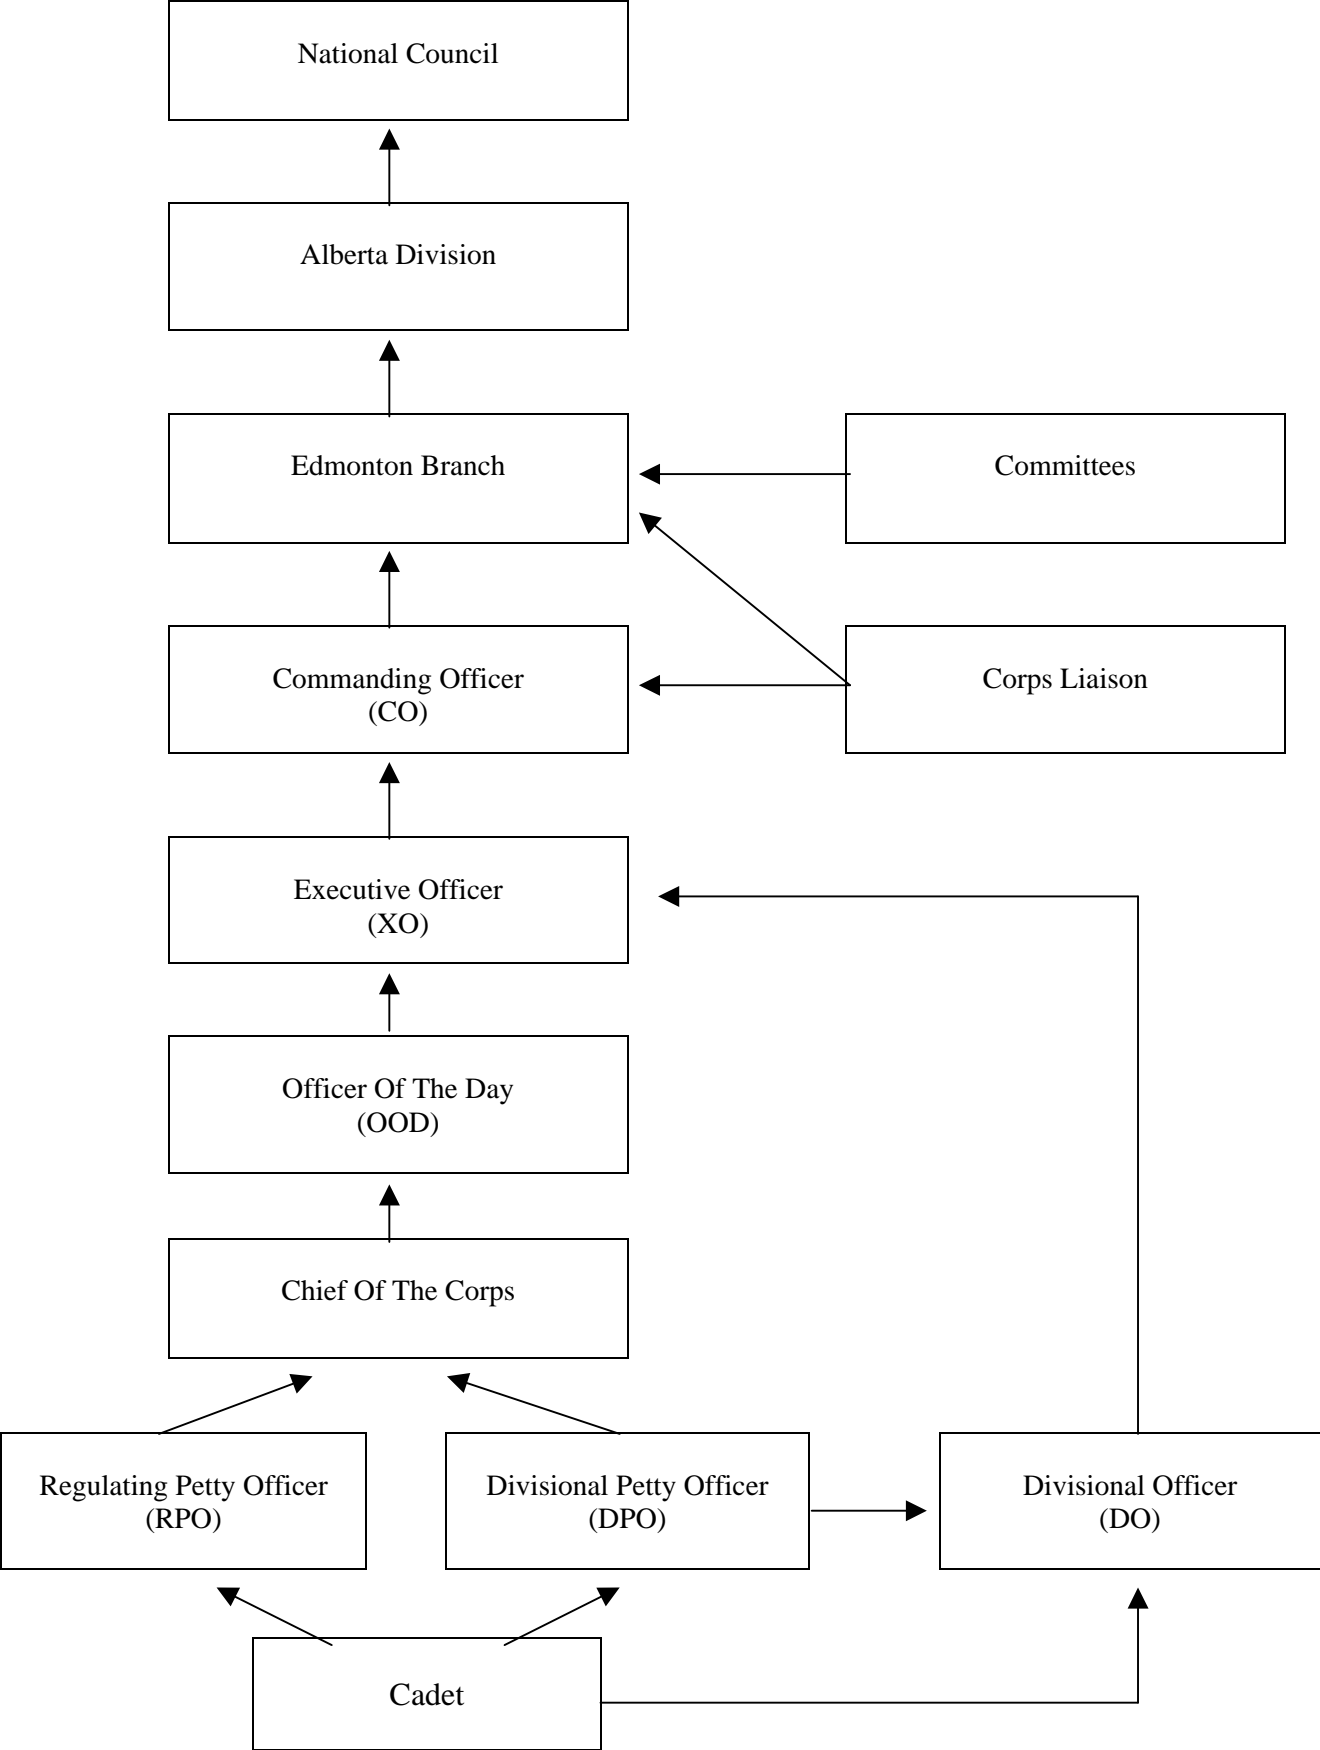 National Council
Alberta Division
Edmonton Branch
Committees
Commanding Officer
(CO)
Corps Liaison
Executive Officer
(XO)
Officer Of The Day
(OOD)
Chief Of The Corps
Regulating Petty Officer
(RPO)
Divisional Petty Officer
(DPO)
Divisional Officer
(DO)
Cadet